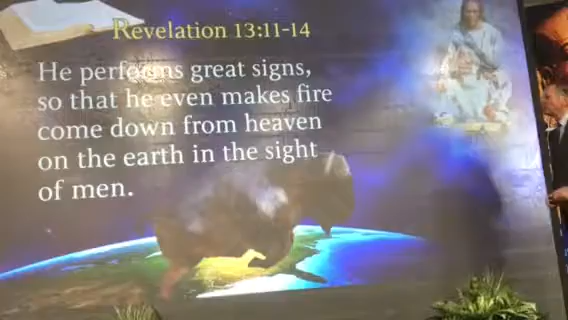 Revelation 13:11-14
He performs great signs,
so that he even makes fire
come down from heaven
on the earth in the sight
of men.